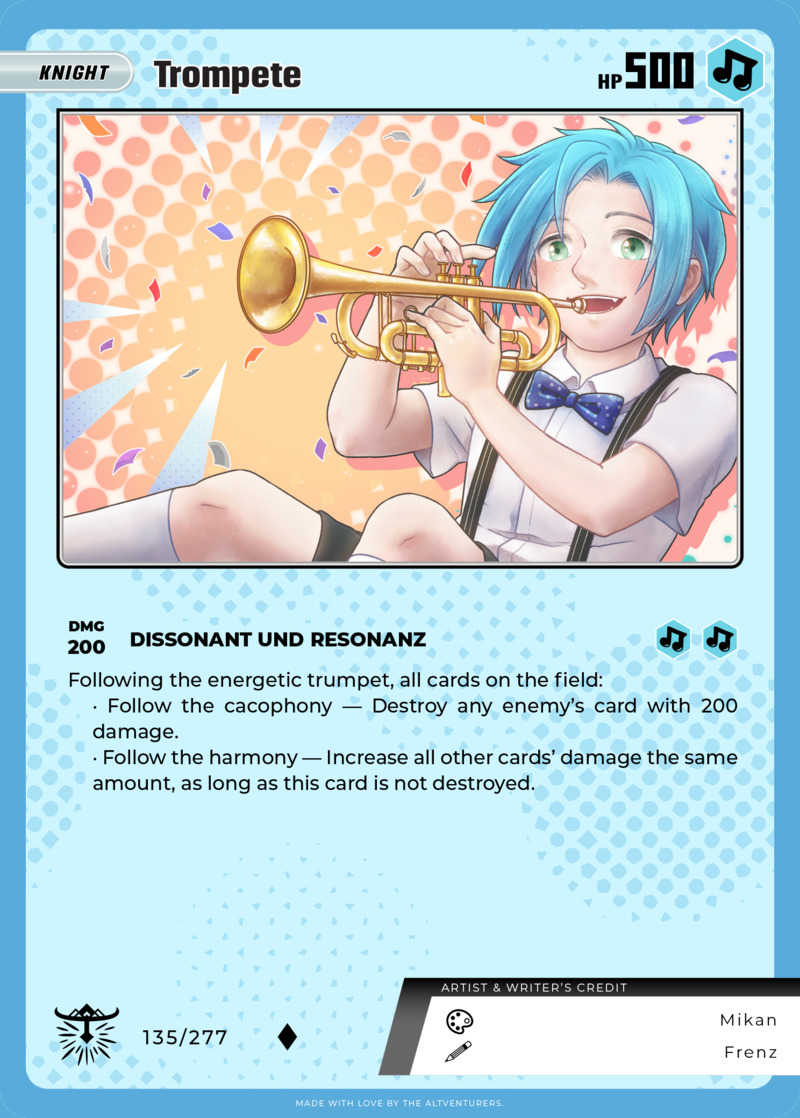 KNIGHT
Trompete
HP 500
DMG
200
DISSONANT UND RESONANZ
Following the energetic trumpet, all cards on the field:
· Follow the cacophony — Destroy any enemy’s card with 200
damage.
· Follow the harmony — Increase all other cards’ damage the same
amount, as long as this card is not destroyed.
ARTIST & WRITER’S CREDIT
135/277
Mikan
Frenz
MADE WITH LOVE BY THE ALTVENTURERS.